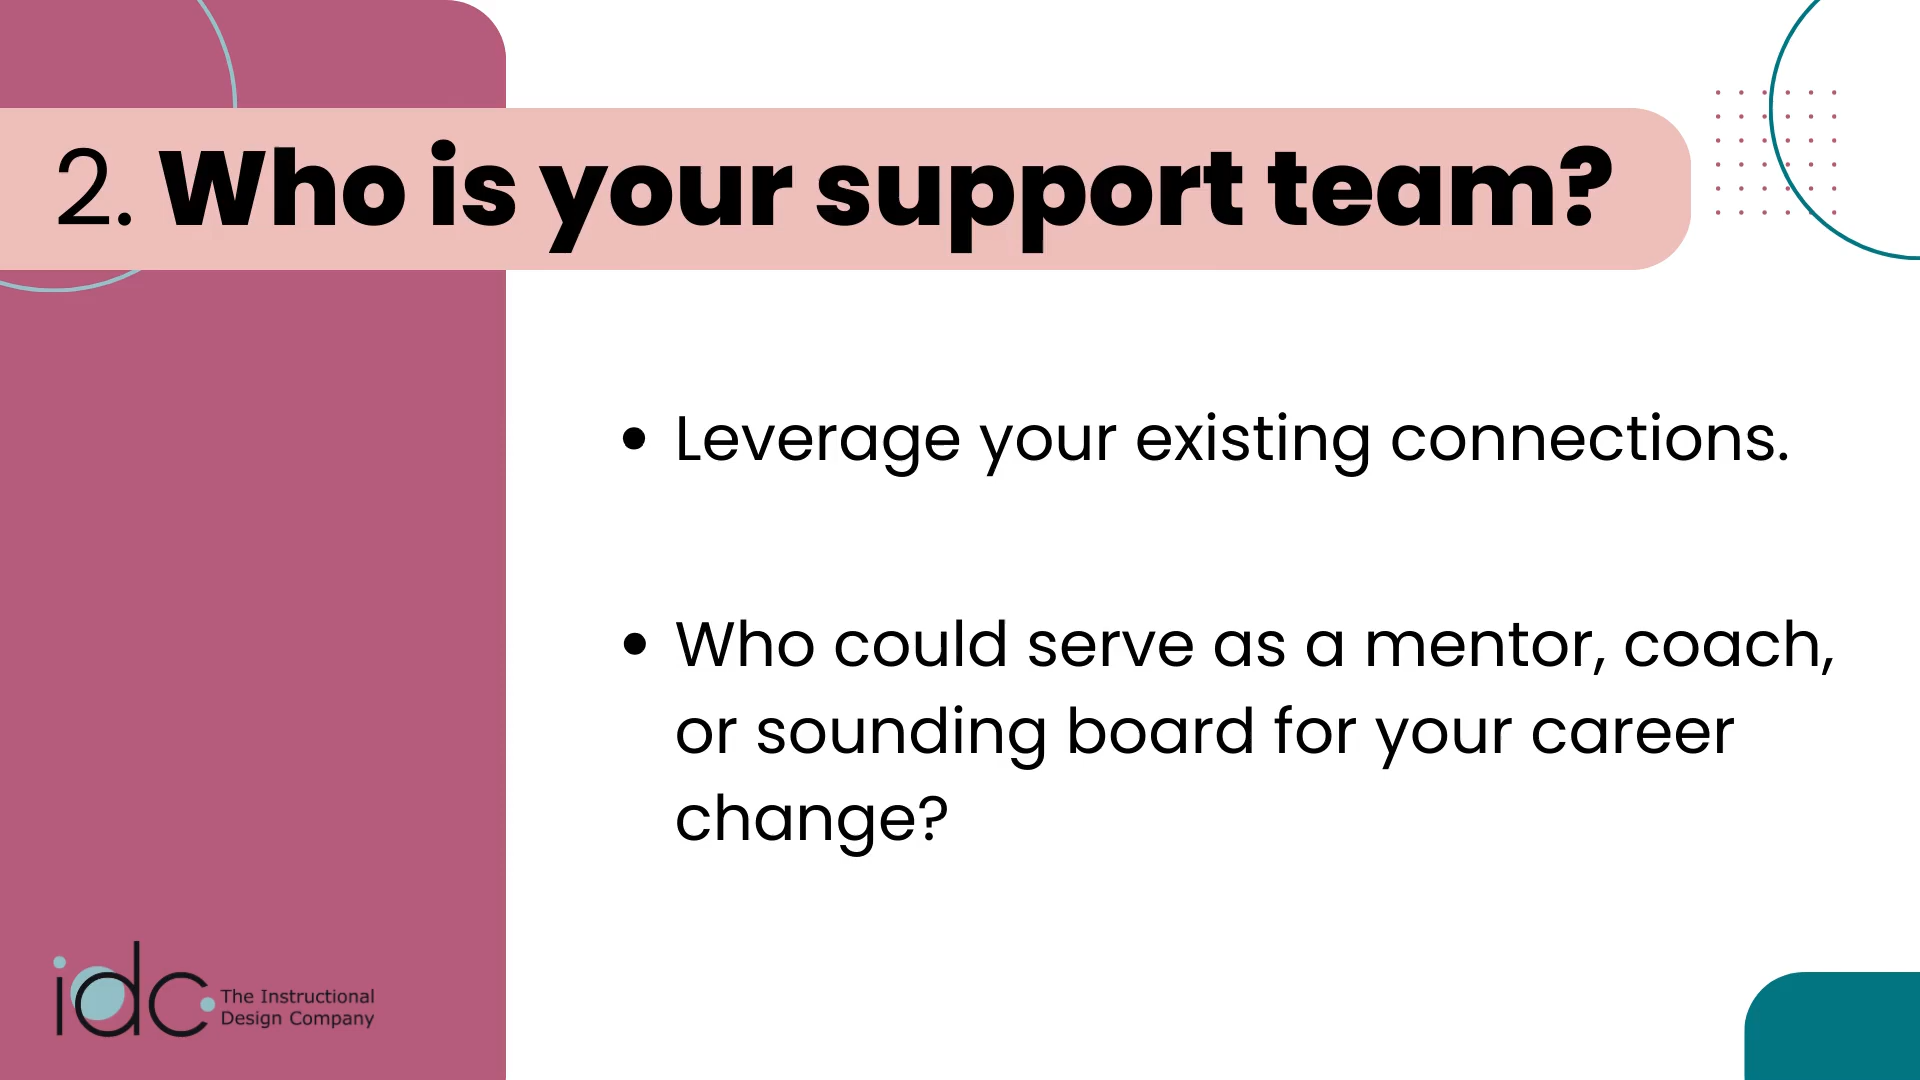 2. Who is your support team?
• Leverage your existing connections.
• Who could serve as a mentor, coach,
or sounding board for your career
change?
idc
The Instructional
Design Company